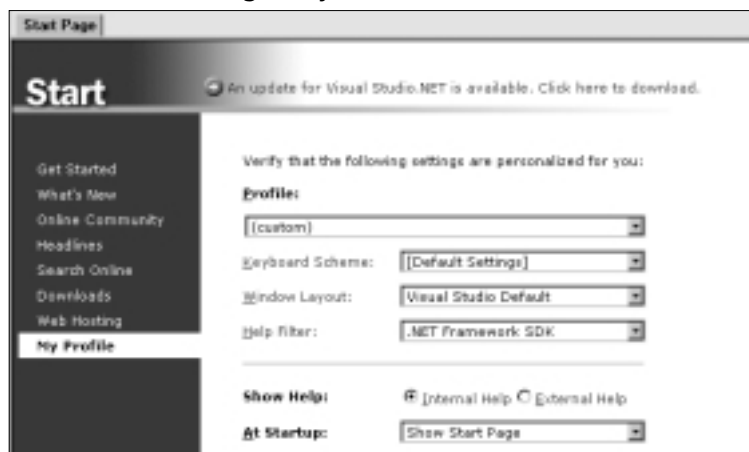 Start Page
Start
An update for Visual Studio.NET is available. Click here to download.
Get Started
What's New
Online Community
Headlines
Search Online
Downloads
Web Hosting
My Profile
Verify that the following settings are personalized for you:
Profile:
(custom)
Keyboard Scheme: [Default Settings]
Window Layout: Visual Studio Default
Help Filter: .NET Framework SDK
Show Help: Internal Help External Help
At Startup: Show Start Page